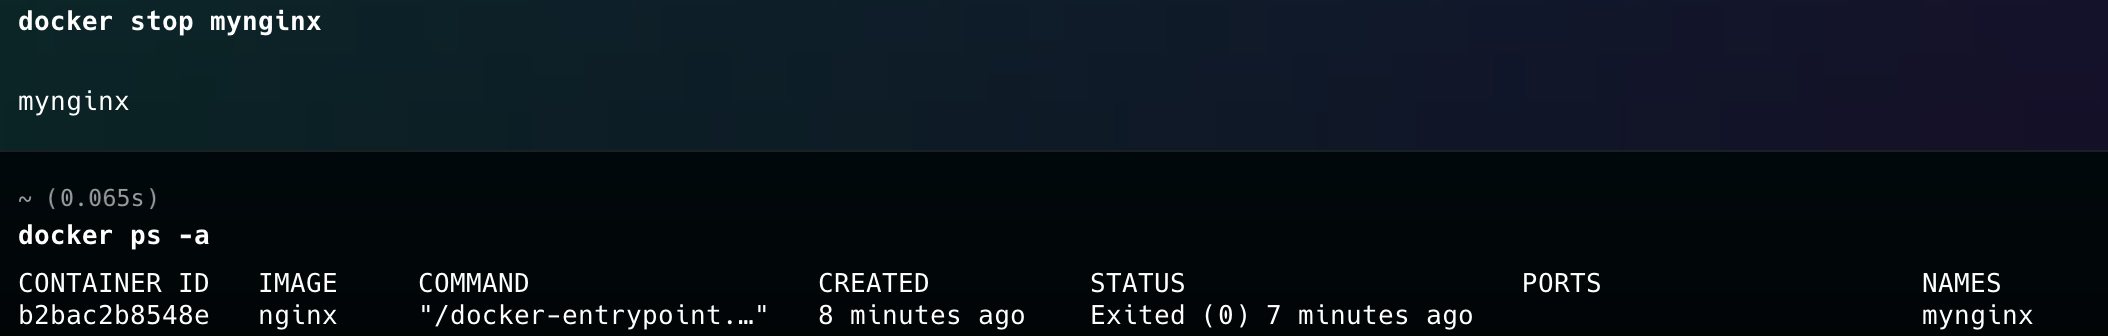 docker stop mynginx
mynginx
~ (0.065s)
docker ps -a
CONTAINER ID   IMAGE     COMMAND                  CREATED          STATUS                     PORTS                    NAMES
b2bac2b8548e   nginx     "/docker-entrypoint.…"   8 minutes ago    Exited (0) 7 minutes ago                            mynginx